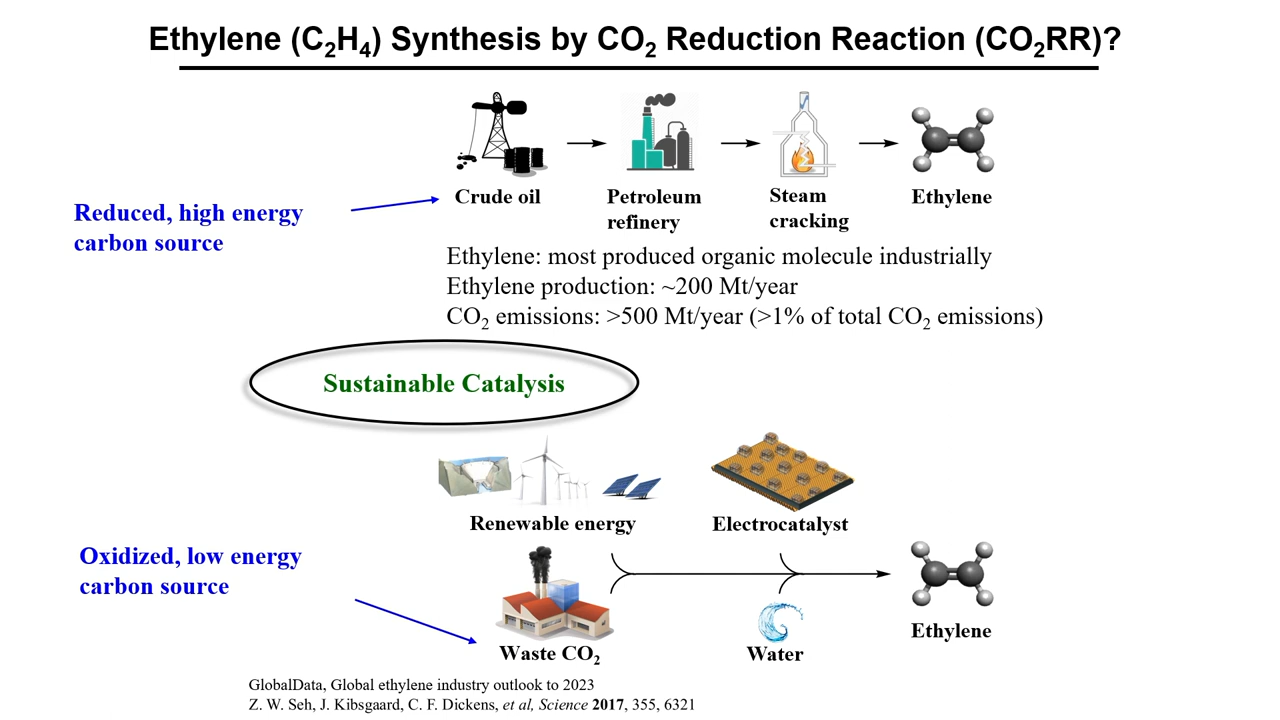 Ethylene (C₂H₄) Synthesis by CO₂ Reduction Reaction (CO₂RR)?
Crude oil
Petroleum
refinery
Steam
cracking
Ethylene
Reduced, high energy
carbon source
Ethylene: most produced organic molecule industrially
Ethylene production: ~200 Mt/year
CO₂ emissions: >500 Mt/year (>1% of total CO₂ emissions)
Sustainable Catalysis
Renewable energy
Electrocatalyst
Oxidized, low energy
carbon source
Waste CO₂
Water
Ethylene
GlobalData, Global ethylene industry outlook to 2023
Z. W. Seh, J. Kibsgaard, C. F. Dickens, et al, Science 2017, 355, 6321